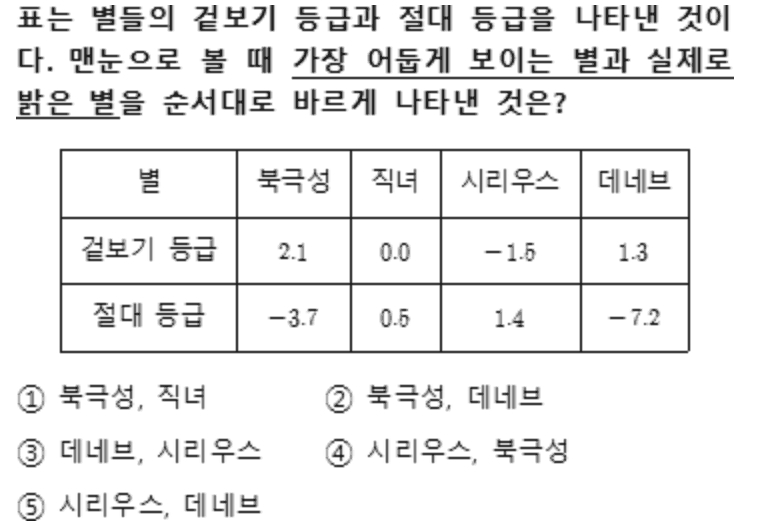 표는 별들의 겉보기 등급과 절대 등급을 나타낸 것이
다. 맨눈으로 볼 때 가장 어둡게 보이는 별과 실제로
밝은 별을 순서대로 바르게 나타낸 것은?
별 북극성 직녀 시리우스 데네브
겉보기 등급 2.1 0.0 −1.5 1.3
절대 등급 −3.7 0.5 1.4 −7.2
① 북극성, 직녀 ② 북극성, 데네브
③ 데네브, 시리우스 ④ 시리우스, 북극성
⑤ 시리우스, 데네브